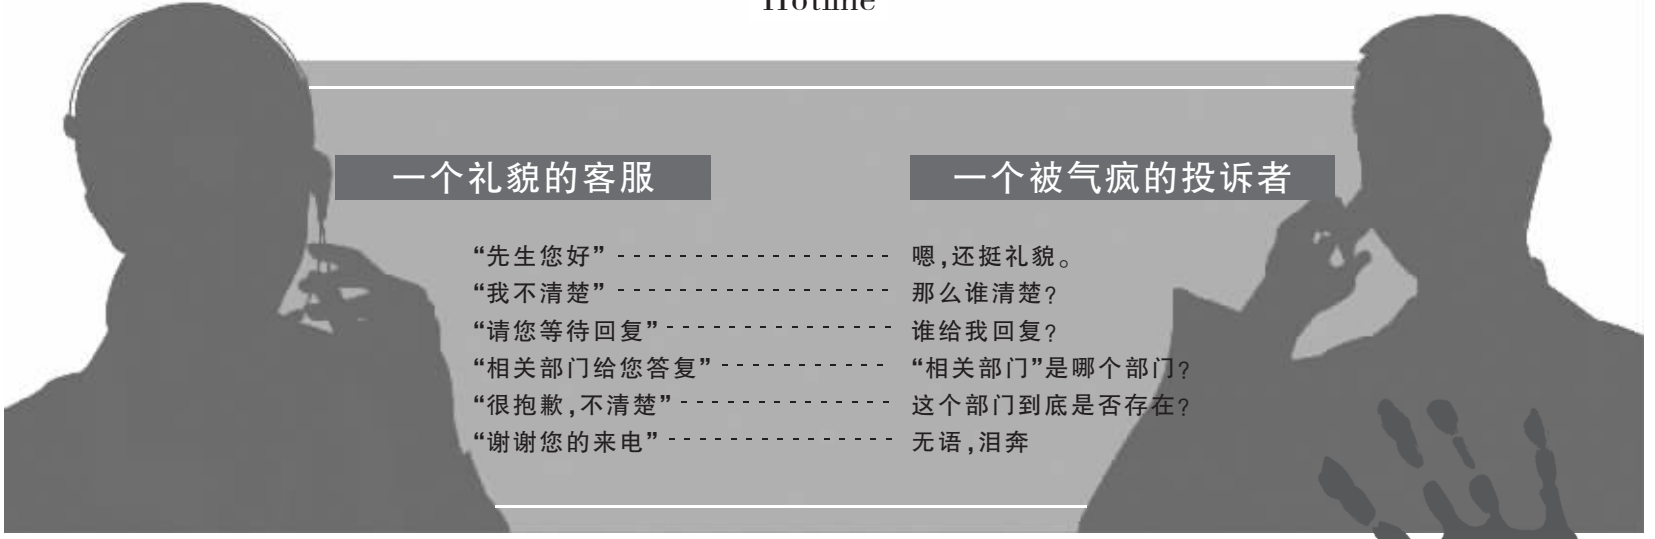 Hotline
一个礼貌的客服 一个被气疯的投诉者
“先生您好” ------------------ 嗯,还挺礼貌。
“我不清楚” ------------------ 那么谁清楚?
“请您等待回复” --------------- 谁给我回复?
“相关部门给您答复” ----------- “相关部门”是哪个部门?
“很抱歉,不清楚” -------------- 这个部门到底是否存在?
“谢谢您的来电” --------------- 无语,泪奔